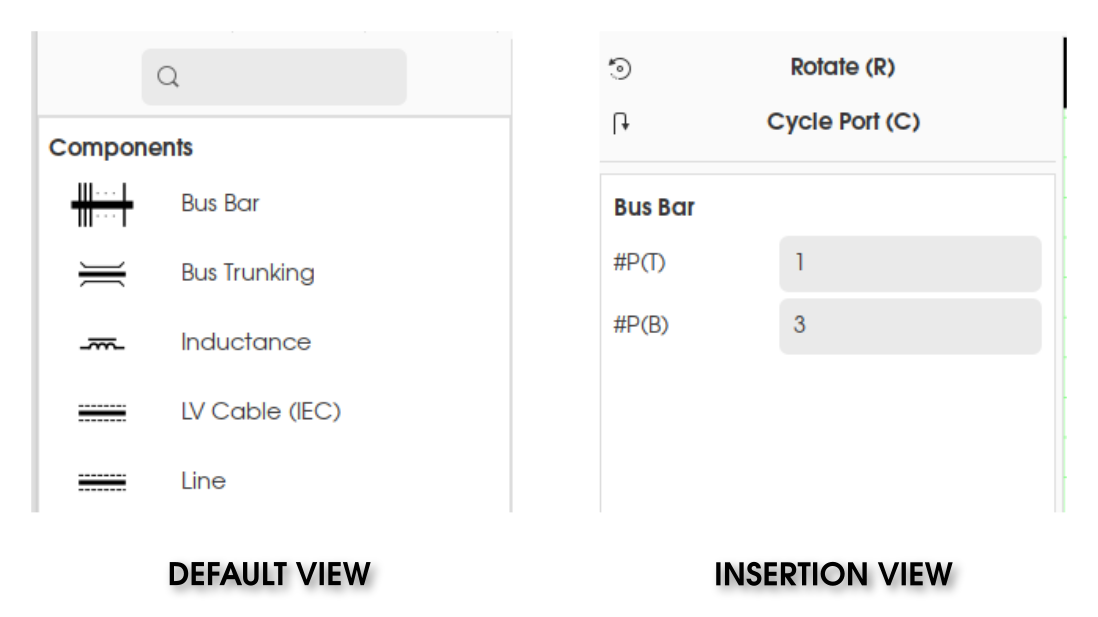 Components
Bus Bar
Bus Trunking
Inductance
LV Cable (IEC)
Line
DEFAULT VIEW
Rotate (R)
Cycle Port (C)
Bus Bar
#P(T) 1
#P(B) 3
INSERTION VIEW